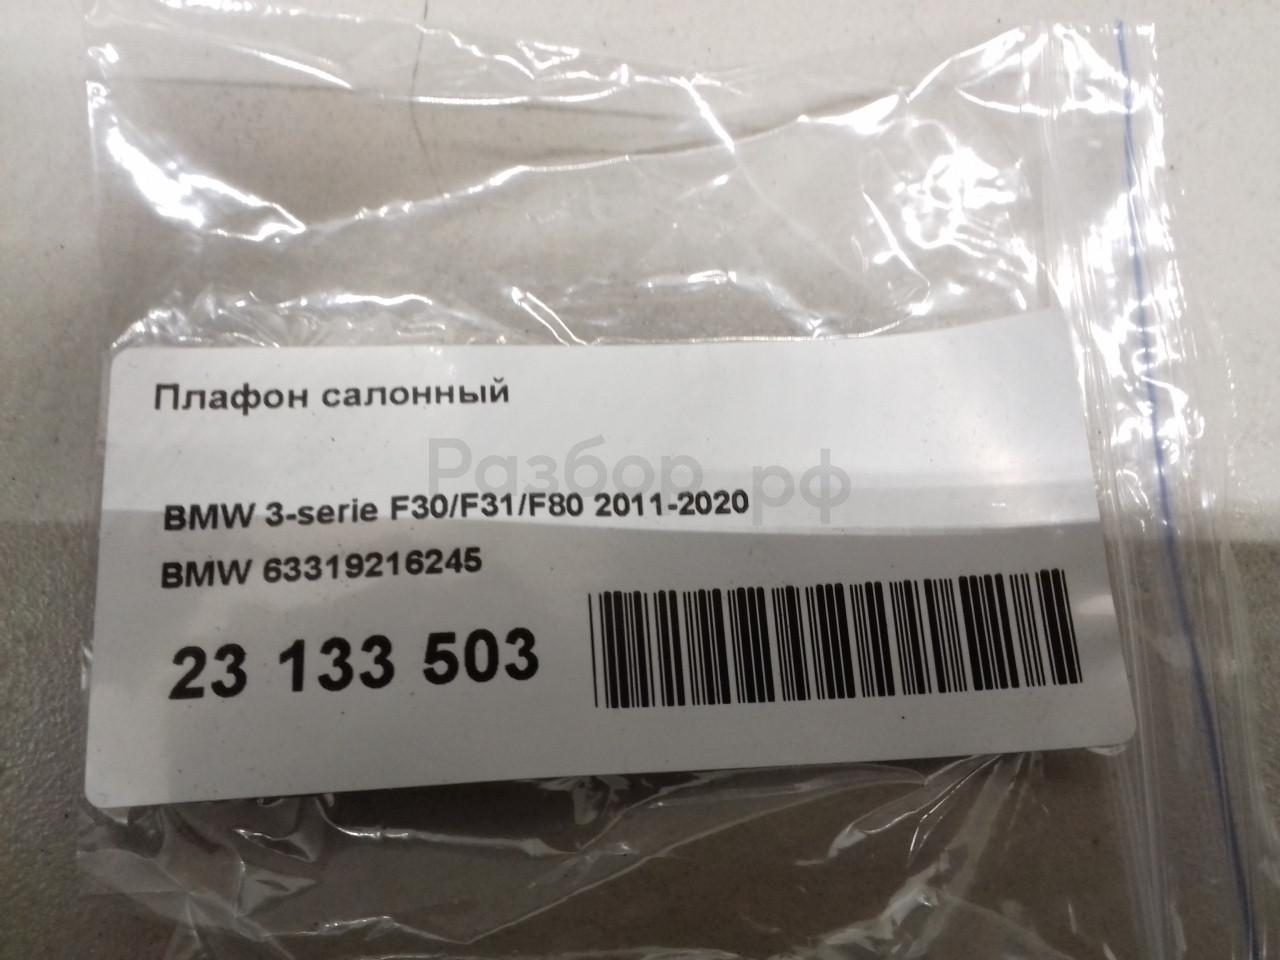 Плафон салонный
Разбор.рф
BMW 3-serie F30/F31/F80 2011-2020
BMW 63319216245
23 133 503